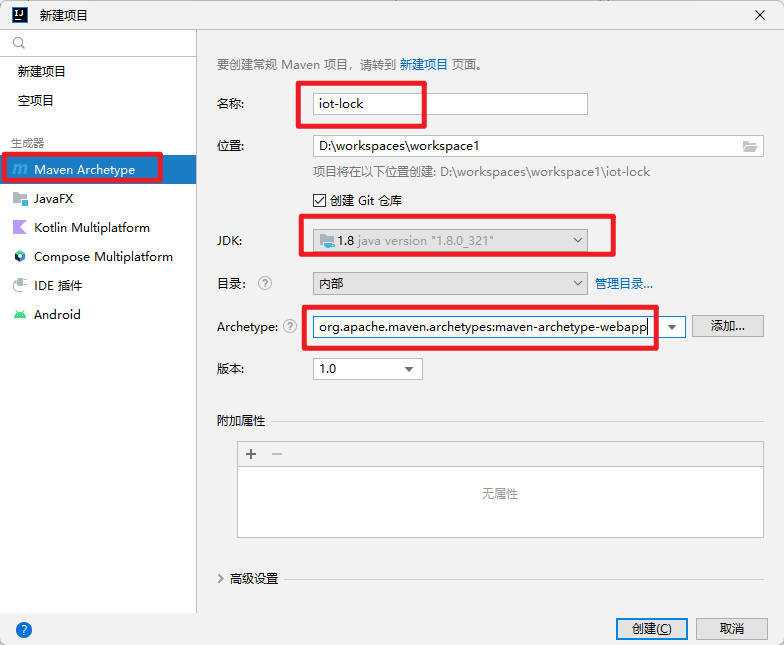 新建项目
新建项目
空项目
生成器
Maven Archetype
JavaFX
Kotlin Multiplatform
Compose Multiplatform
IDE 插件
Android
要创建常规 Maven 项目，请转到 新建项目 页面。
名称: iot-lock
位置: D:\workspaces\workspace1
项目将在以下位置创建: D:\workspaces\workspace1\iot-lock
创建 Git 仓库
JDK: 1.8 java version "1.8.0_321"
目录: ? 内部 管理目录...
Archetype: ? org.apache.maven.archetypes:maven-archetype-webapp 添加...
版本: 1.0
附加属性
无属性
高级设置
? 创建(C) 取消